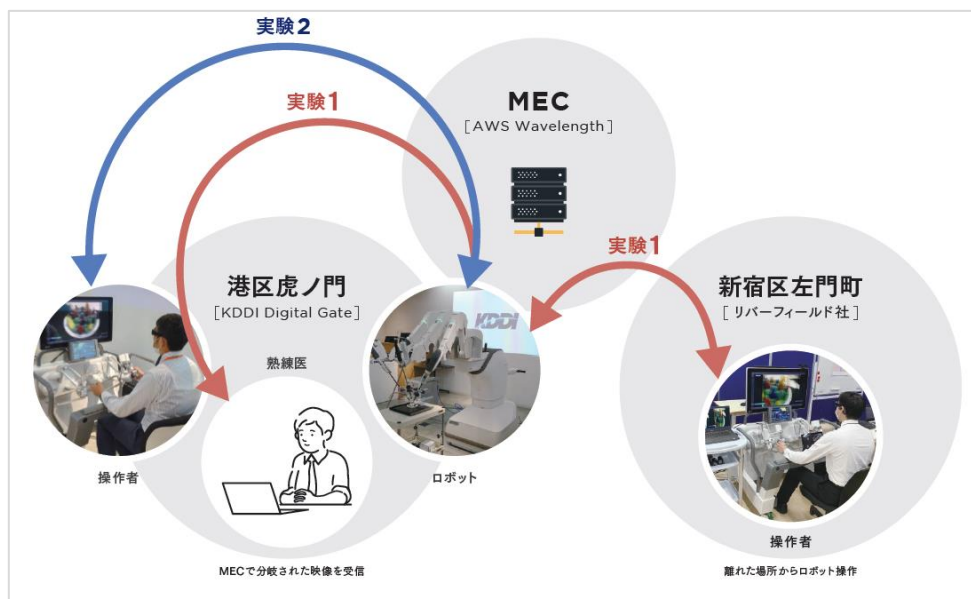 実験2
実験1
MEC
[AWS Wavelength]
実験1
港区虎ノ門
[KDDI Digital Gate]
熟練医
KDDI
新宿区左門町
[リバーフィールド社]
操作者
ロボット
操作者
MECで分岐された映像を受信
離れた場所からロボット操作